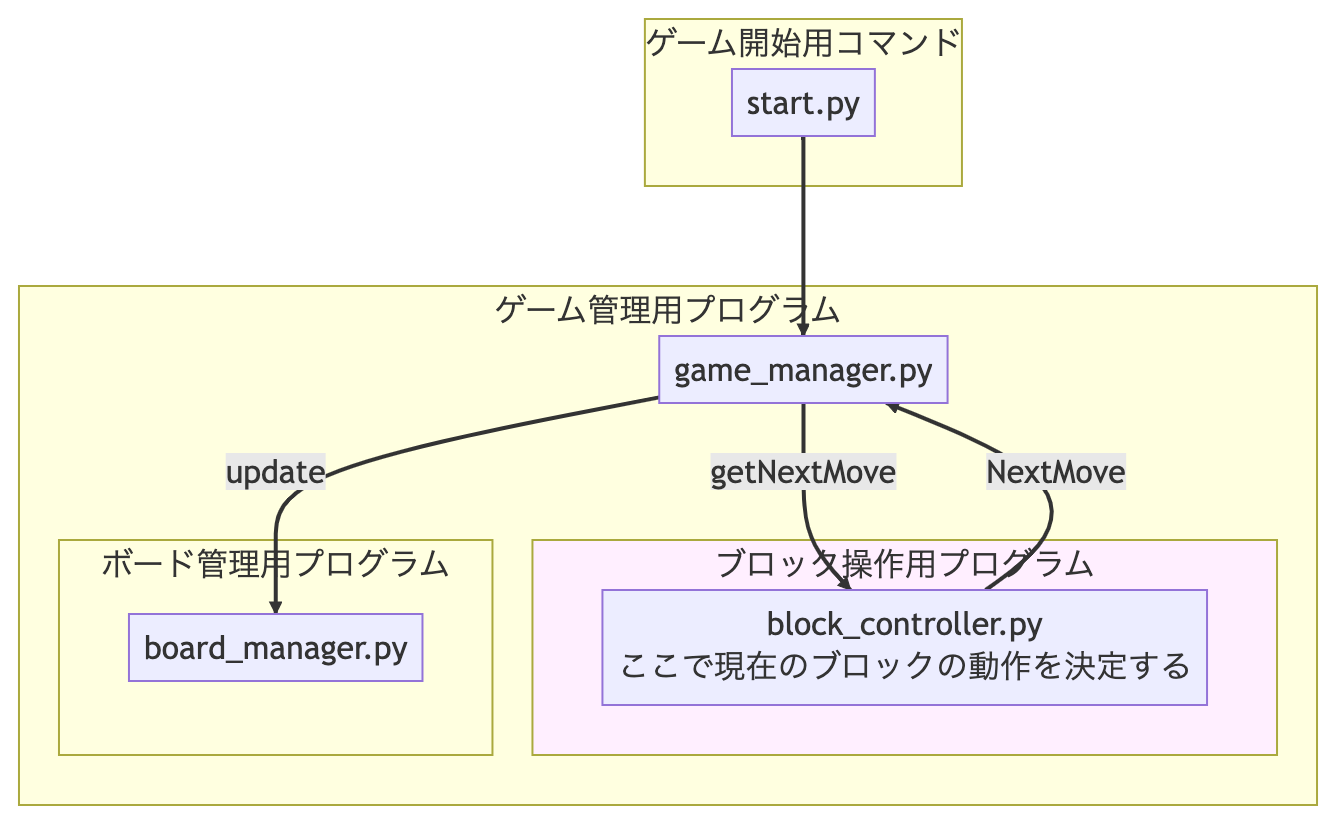 ゲーム開始用コマンド
start.py
ゲーム管理用プログラム
game_manager.py
update
getNextMove
NextMove
ボード管理用プログラム
board_manager.py
ブロック操作用プログラム
block_controller.py
ここで現在のブロックの動作を決定する